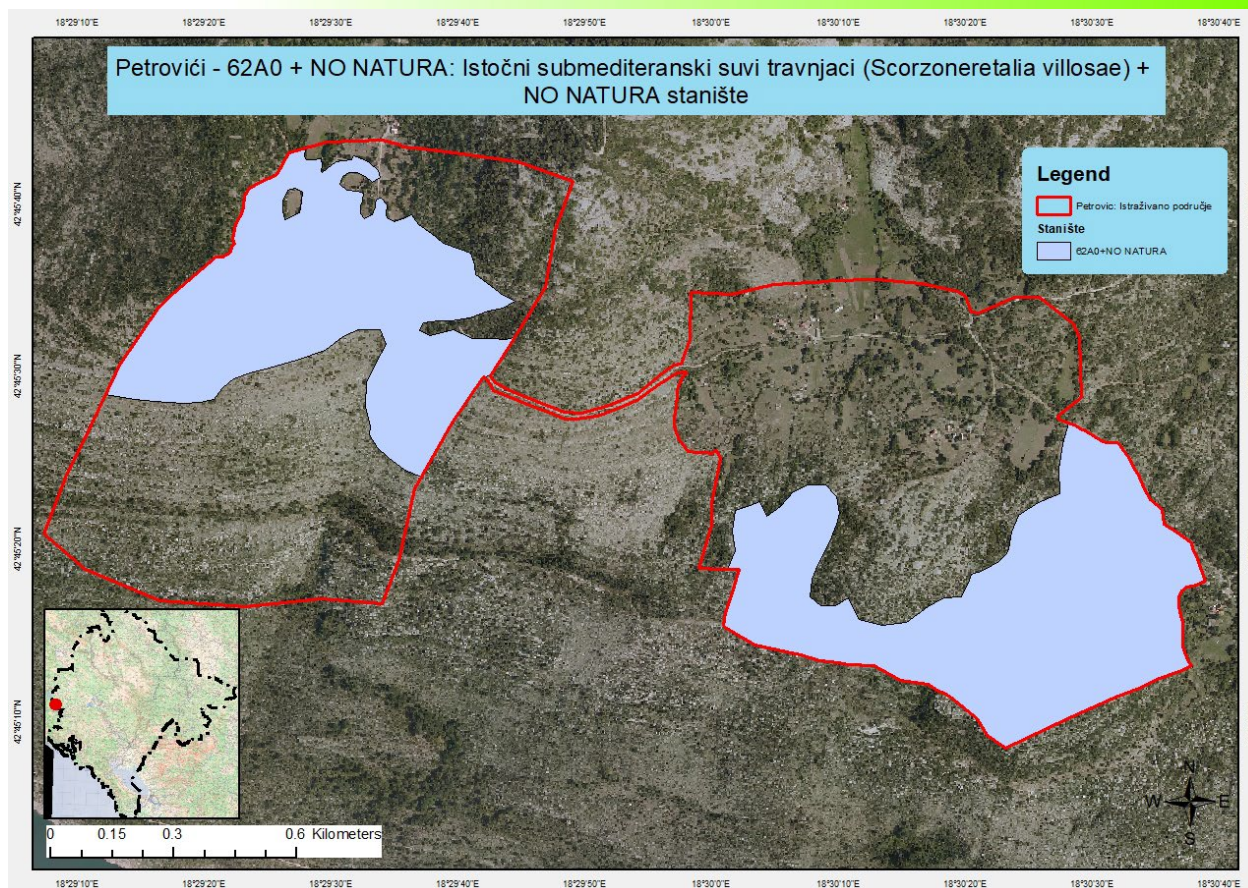 18°29'10"E 18°29'20"E 18°29'30"E 18°29'40"E 18°29'50"E 18°30'0"E 18°30'10"E 18°30'20"E 18°30'30"E 18°30'40"E
Petrovići - 62A0 + NO NATURA: Istočni submediteranski suvi travnjaci (Scorzoneretalia villosae) +
NO NATURA stanište
Legend
Petrovic: Istraživano područje
Stanište
62A0+NO NATURA
42°45'40"N
42°45'30"N
42°45'20"N
42°45'10"N
N
W E
S
0 0.15 0.3 0.6 Kilometers
18°29'10"E 18°29'20"E 18°29'30"E 18°29'40"E 18°29'50"E 18°30'0"E 18°30'10"E 18°30'20"E 18°30'30"E 18°30'40"E